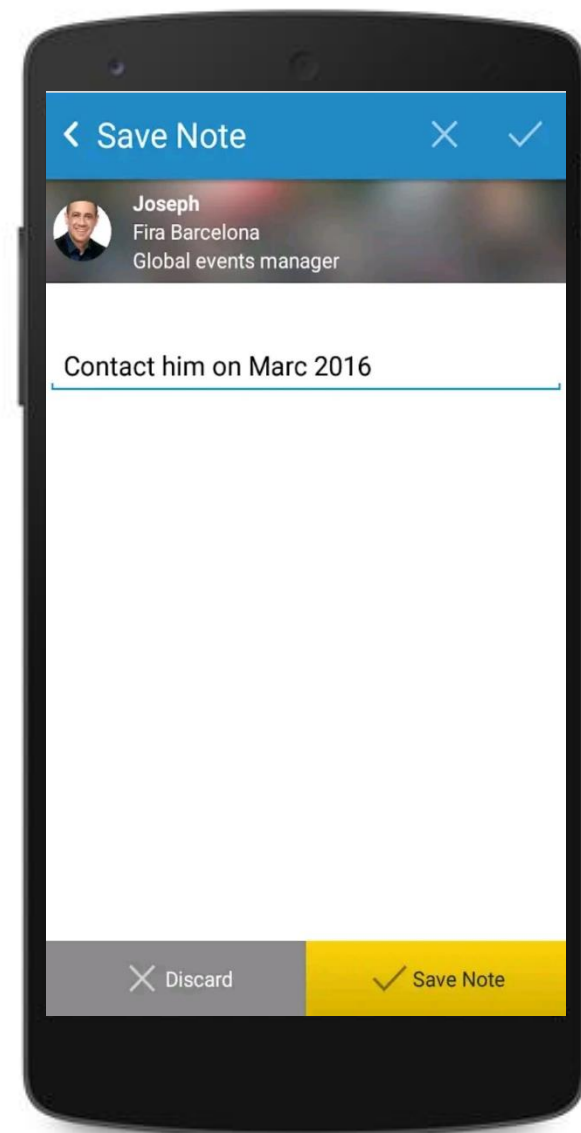 Save Note
Joseph
Fira Barcelona
Global events manager
Contact him on Marc 2016
Discard
Save Note